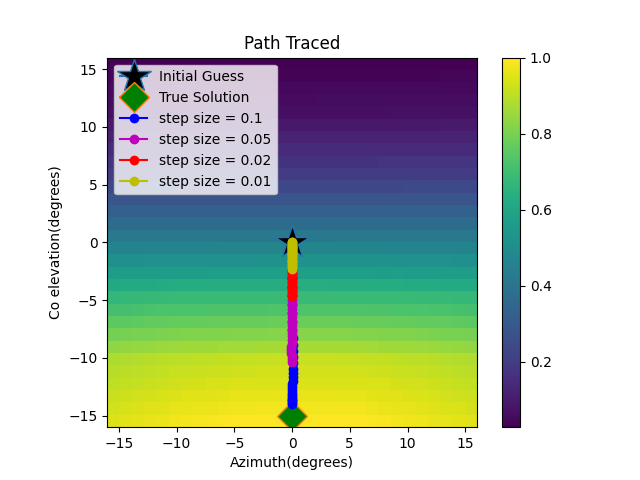 Path Traced
Initial Guess
True Solution
step size = 0.1
step size = 0.05
step size = 0.02
step size = 0.01
15
10
5
0
−5
−10
−15
Co elevation(degrees)
−15
−10
−5
0
5
10
15
Azimuth(degrees)
1.0
0.8
0.6
0.4
0.2